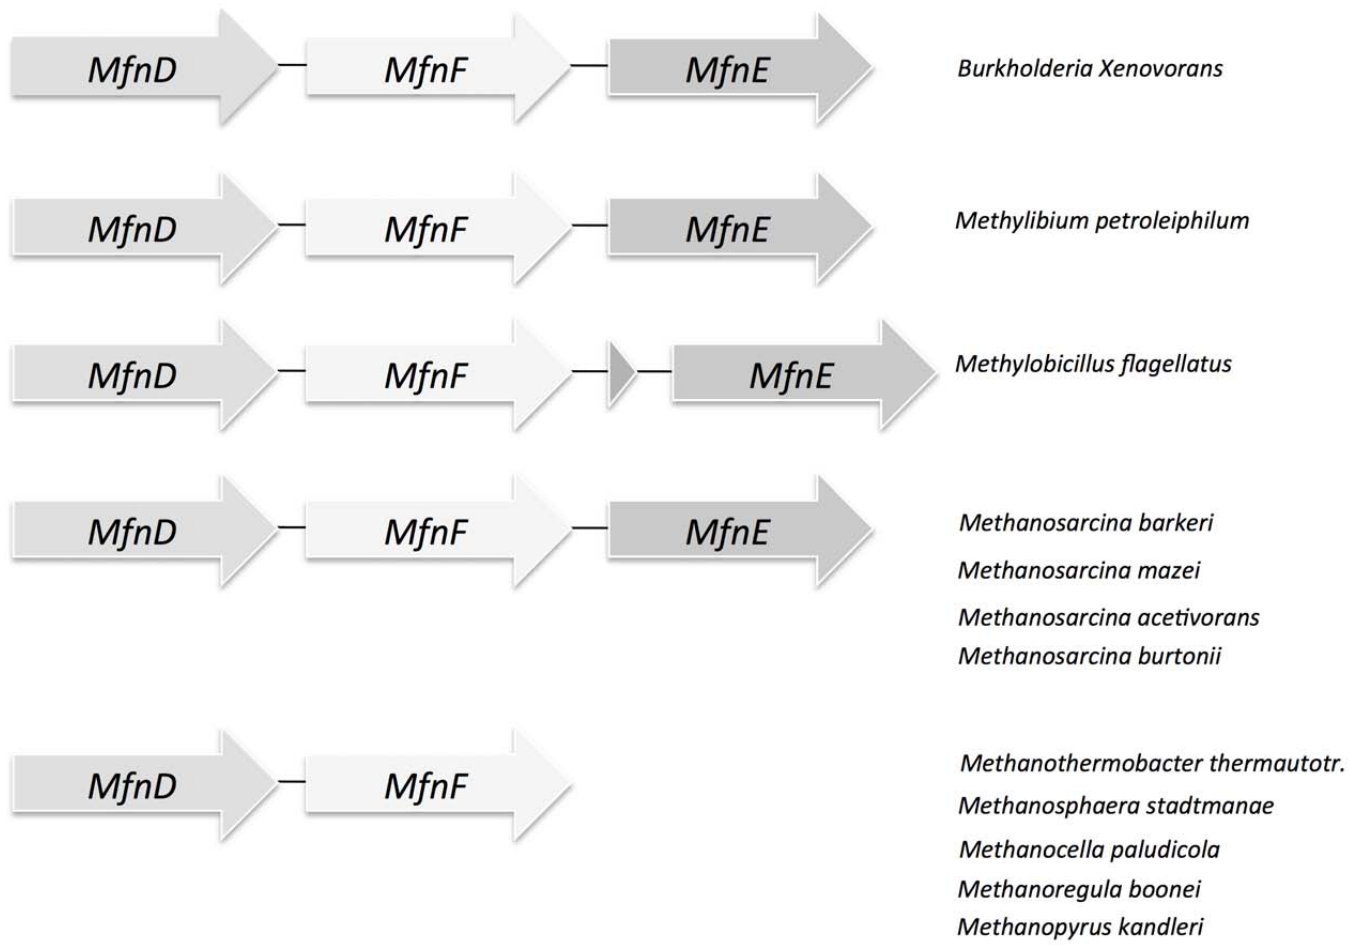 MfnD MfnF MfnE Burkholderia Xenovorans
MfnD MfnF MfnE Methylibium petroleiphilum
MfnD MfnF MfnE Methylobicillus flagellatus
MfnD MfnF MfnE Methanosarcina barkeri
Methanosarcina mazei
Methanosarcina acetivorans
Methanosarcina burtonii
MfnD MfnF Methanothermobacter thermautotr.
Methanosphaera stadtmanae
Methanocella paludicola
Methanoregula boonei
Methanopyrus kandleri